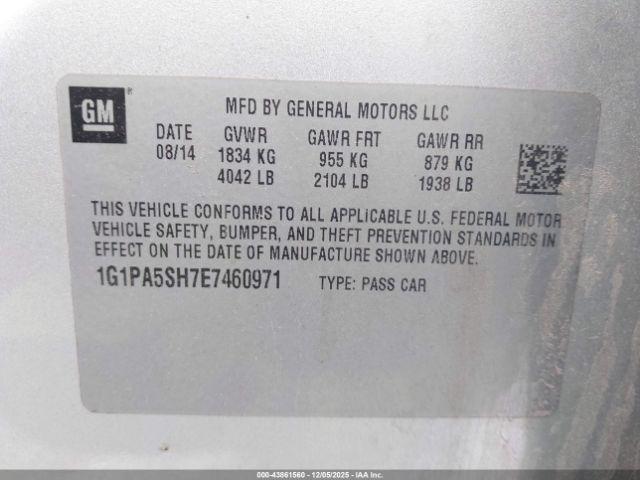 GM ®
MFD BY GENERAL MOTORS LLC
DATE GVWR GAWR FRT GAWR RR
08/14 1834 KG 955 KG 879 KG
4042 LB 2104 LB 1938 LB
THIS VEHICLE CONFORMS TO ALL APPLICABLE U.S. FEDERAL MOTOR
VEHICLE SAFETY, BUMPER, AND THEFT PREVENTION STANDARDS IN
EFFECT ON THE DATE OF MANUFACTURE SHOWN ABOVE.
1G1PA5SH7E7460971 TYPE: PASS CAR
000-43861560 - 12/05/2025 - IAA Inc.